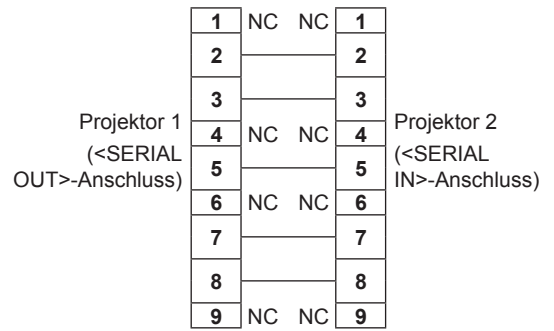 1 NC NC 1
2 2
3 3
Projektor 1
(<SERIAL
OUT>-Anschluss)
4 NC NC 4
5 5
Projektor 2
(<SERIAL
IN>-Anschluss)
6 NC NC 6
7 7
8 8
9 NC NC 9